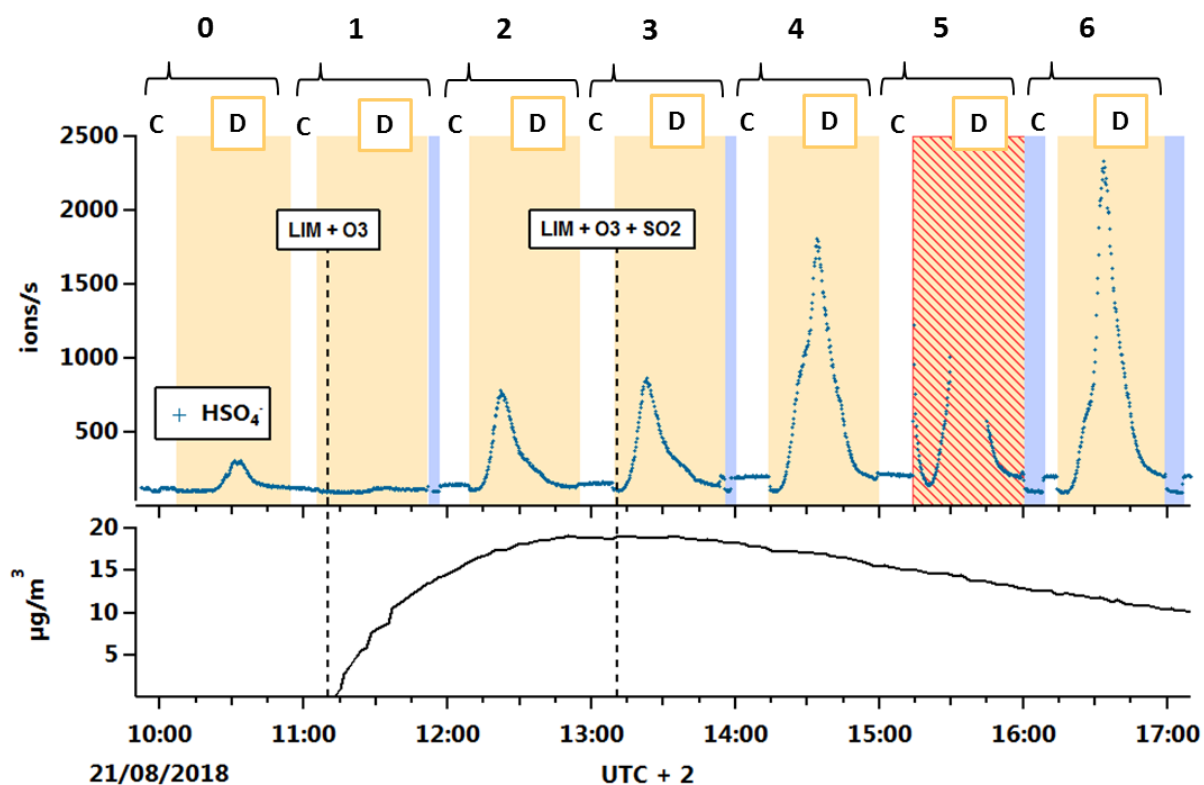 0 1 2 3 4 5 6
C D C D C D C D C D C D C D
2500
2000
1500
1000
500
ions/s
LIM + O3
LIM + O3 + SO2
+ HSO₄⁻
20
15
10
5
µg/m³
10:00 11:00 12:00 13:00 14:00 15:00 16:00 17:00
21/08/2018 UTC + 2